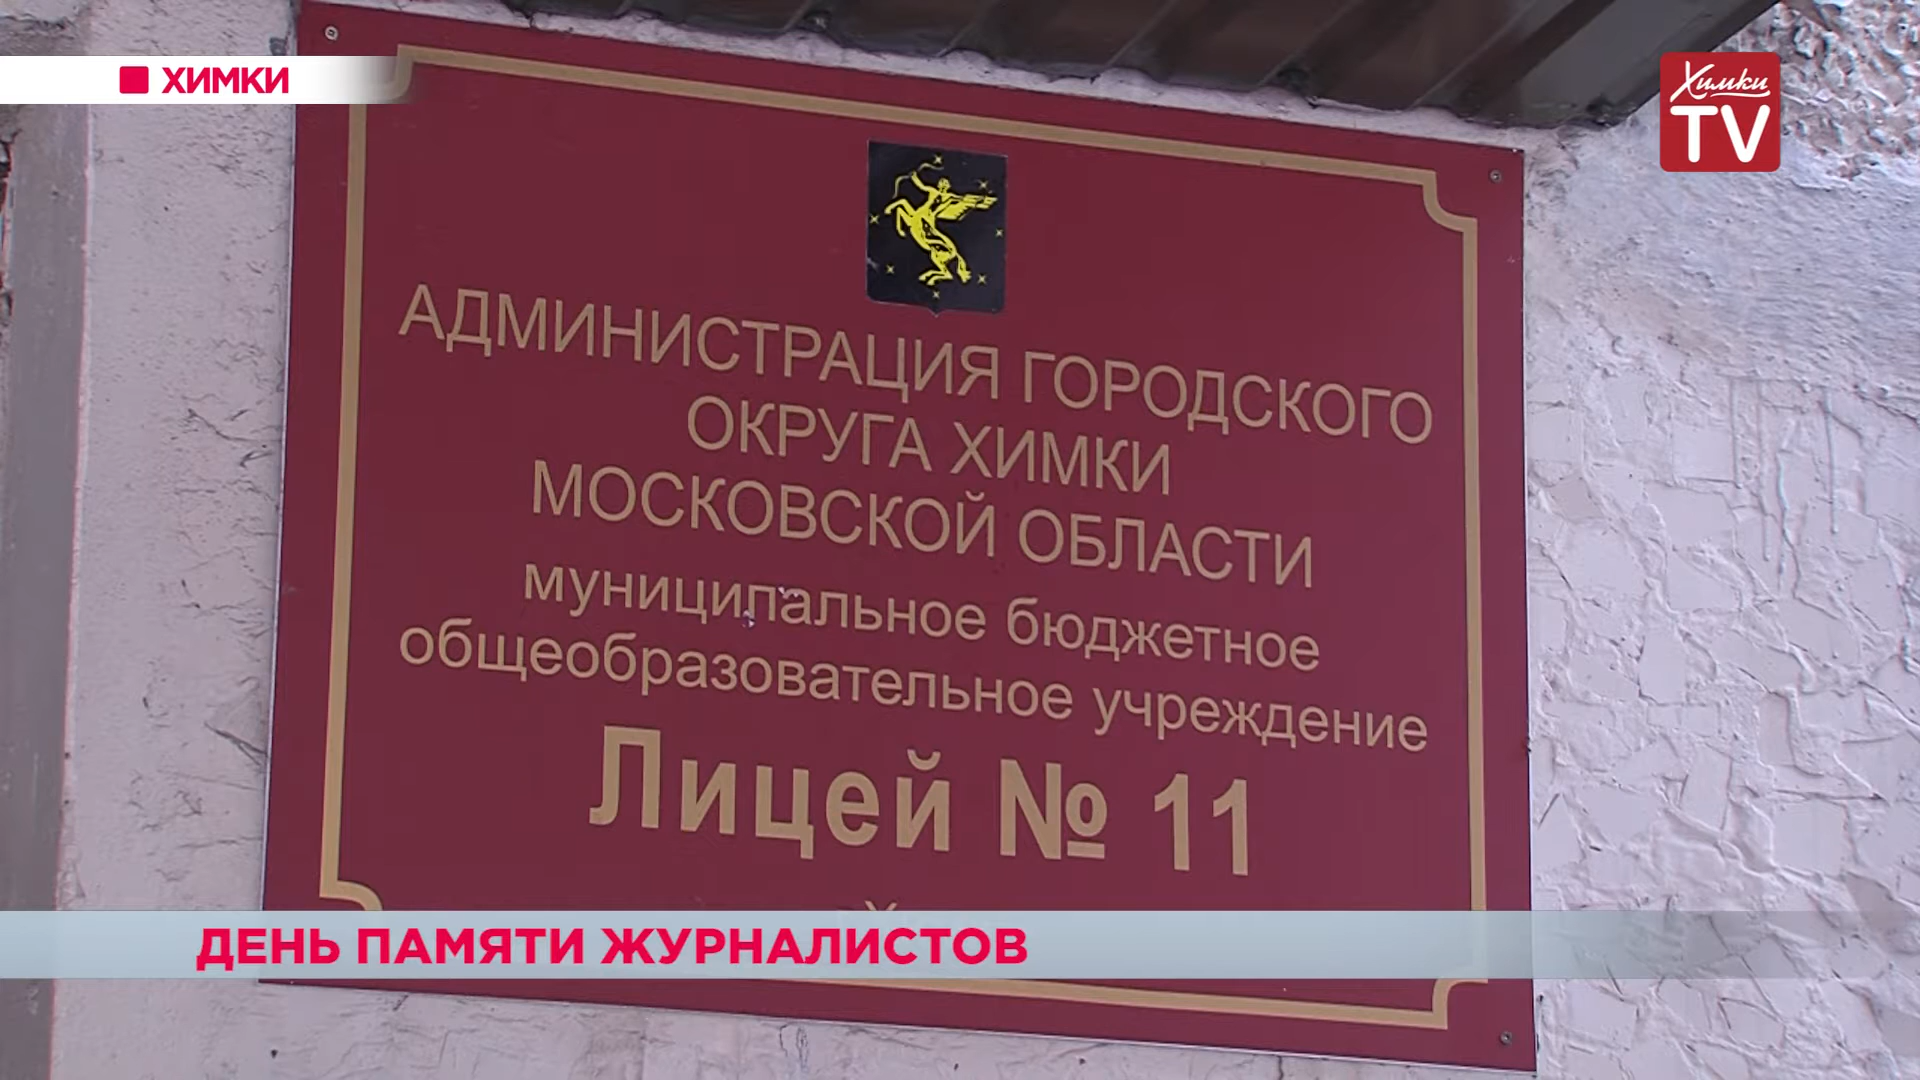 ХИМКИ
Химки
TV
АДМИНИСТРАЦИЯ ГОРОДСКОГО
ОКРУГА ХИМКИ
МОСКОВСКОЙ ОБЛАСТИ
муниципальное бюджетное
общеобразовательное учреждение
Лицей № 11
ДЕНЬ ПАМЯТИ ЖУРНАЛИСТОВ